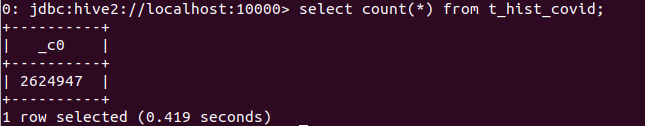 0: jdbc:hive2://localhost:10000> select count(*) from t_hist_covid;
+----------+
|   _c0    |
+----------+
| 2624947  |
+----------+
1 row selected (0.419 seconds)